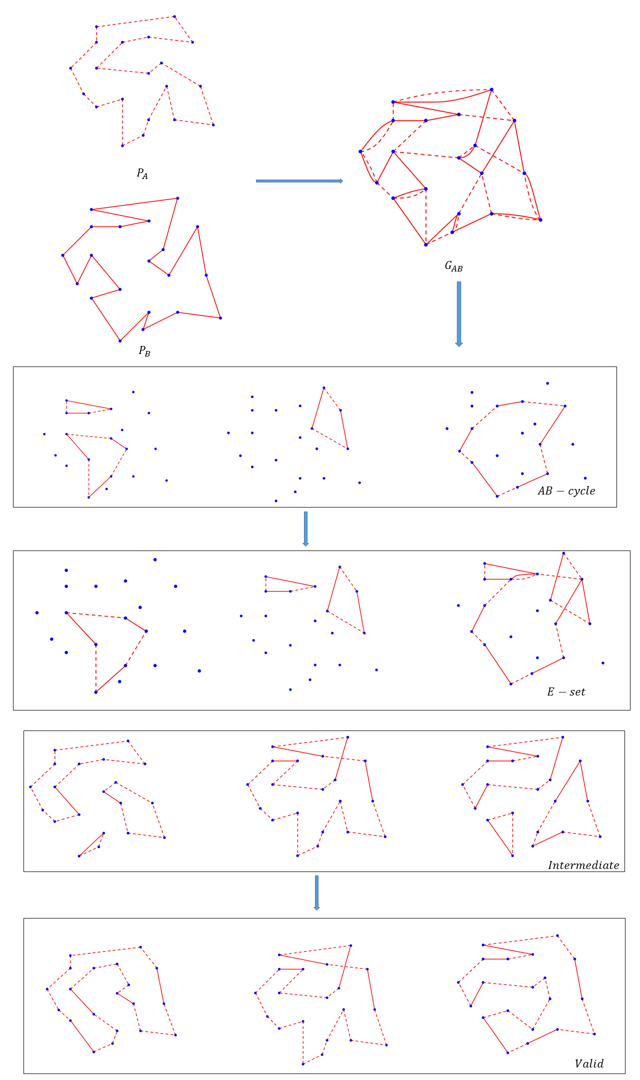 P_A
G_AB
P_B
AB − cycle
E − set
Intermediate
Valid